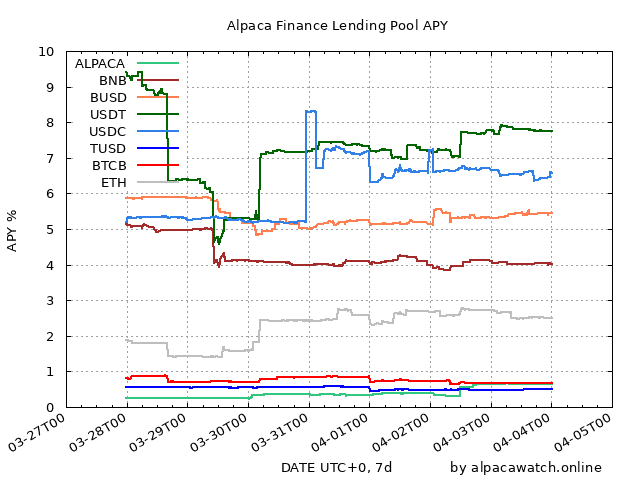 Alpaca Finance Lending Pool APY
APY %
10
9
8
7
6
5
4
3
2
1
0
ALPACA
BNB
BUSD
USDT
USDC
TUSD
BTCB
ETH
03-27T00
03-28T00
03-29T00
03-30T00
03-31T00
04-01T00
04-02T00
04-03T00
04-04T00
04-05T00
DATE UTC+0, 7d
by alpacawatch.online